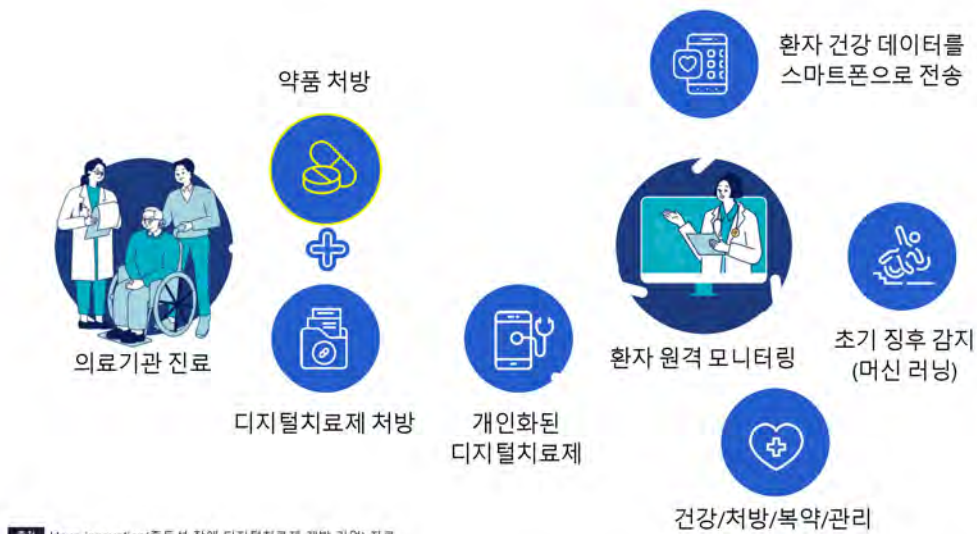 환자 건강 데이터를
스마트폰으로 전송
약품 처방
의료기관 진료
디지털치료제 처방
개인화된
디지털치료제
환자 원격 모니터링
초기 징후 감지
(머신 러닝)
건강/처방/복약/관리